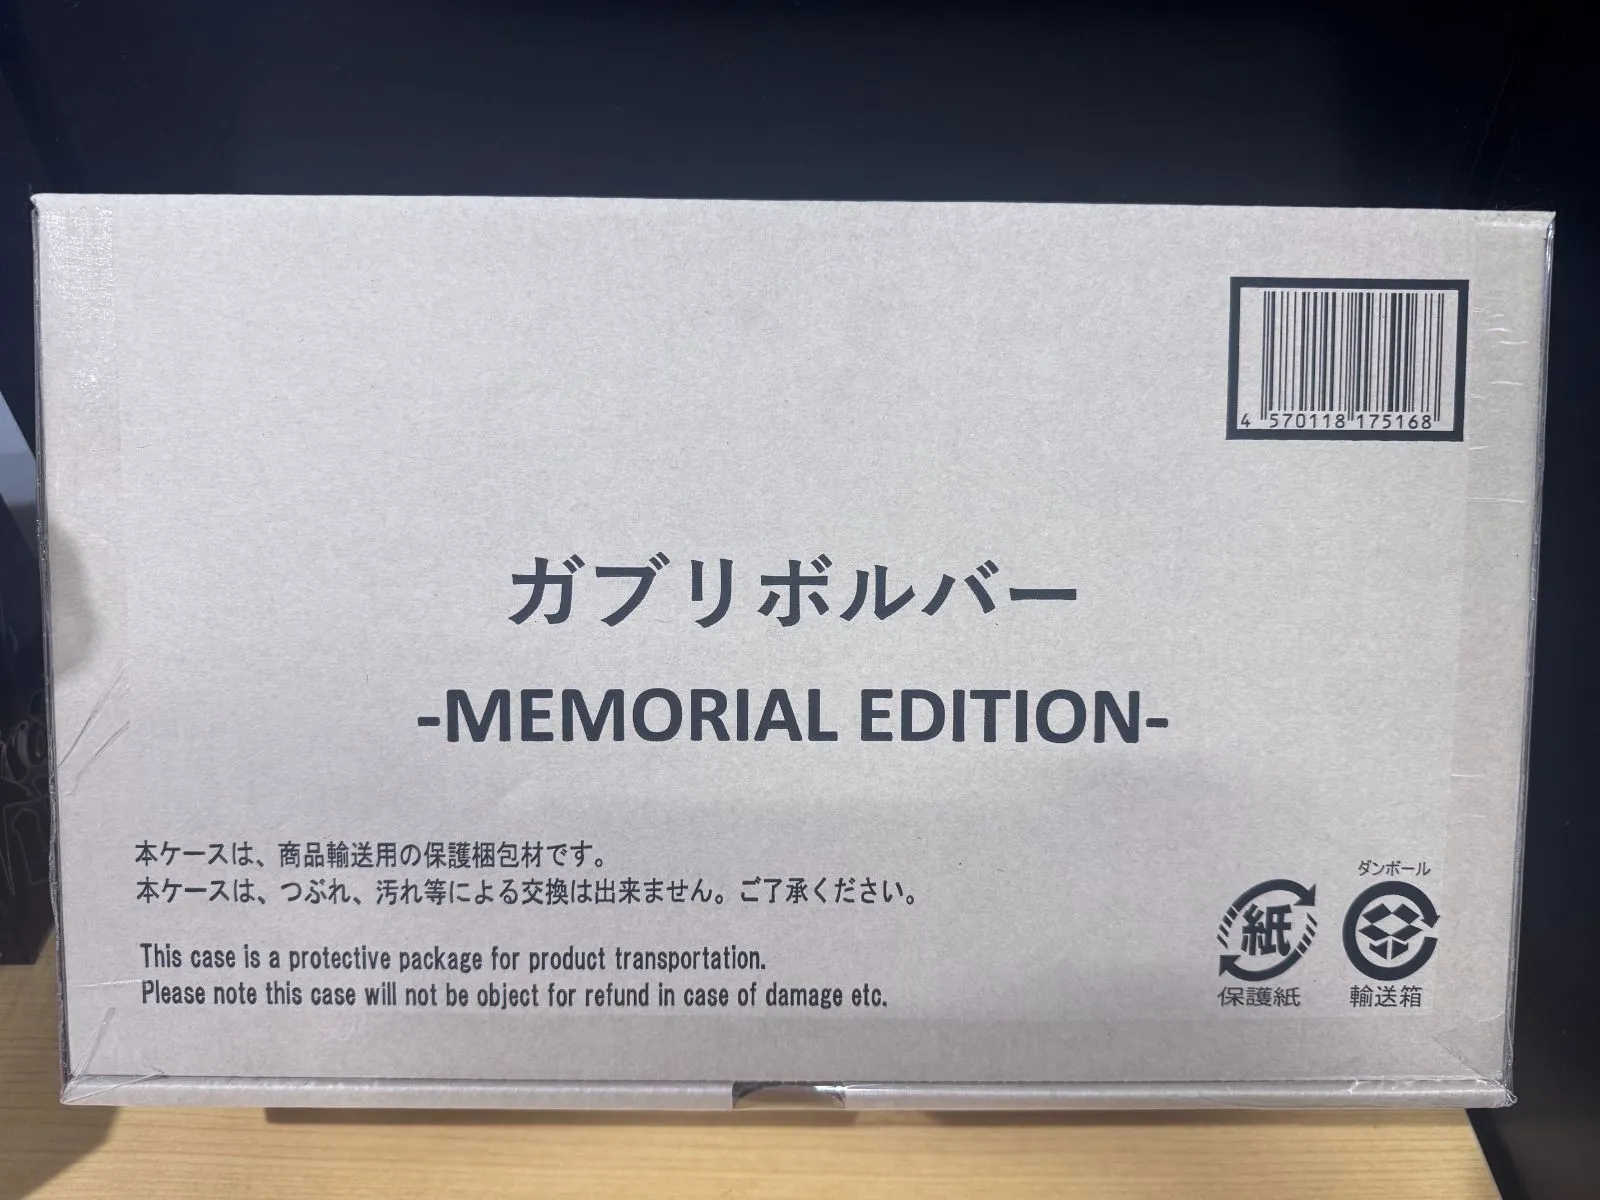 4 570118 175168
ガブリボルバー
-MEMORIAL EDITION-
本ケースは、商品輸送用の保護梱包材です。
本ケースは、つぶれ、汚れ等による交換は出来ません。ご了承ください。
This case is a protective package for product transportation.
Please note this case will not be object for refund in case of damage etc.
紙
保護紙
ダンボール
輸送箱